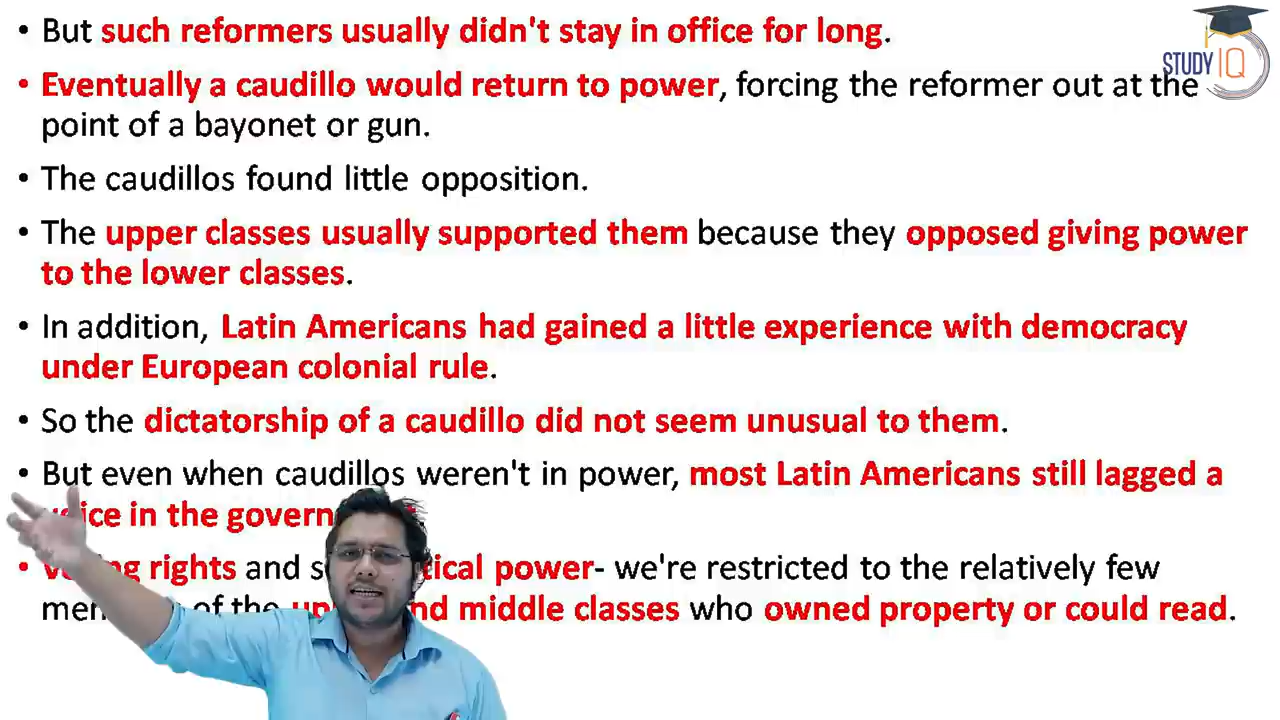 • But such reformers usually didn't stay in office for long.
STUDY IQ
• Eventually a caudillo would return to power, forcing the reformer out at the
point of a bayonet or gun.
• The caudillos found little opposition.
• The upper classes usually supported them because they opposed giving power
to the lower classes.
• In addition, Latin Americans had gained a little experience with democracy
under European colonial rule.
• So the dictatorship of a caudillo did not seem unusual to them.
• But even when caudillos weren't in power, most Latin Americans still lagged a
in the
• rights and power- we're restricted to the relatively few
of the middle classes who owned property or could read.